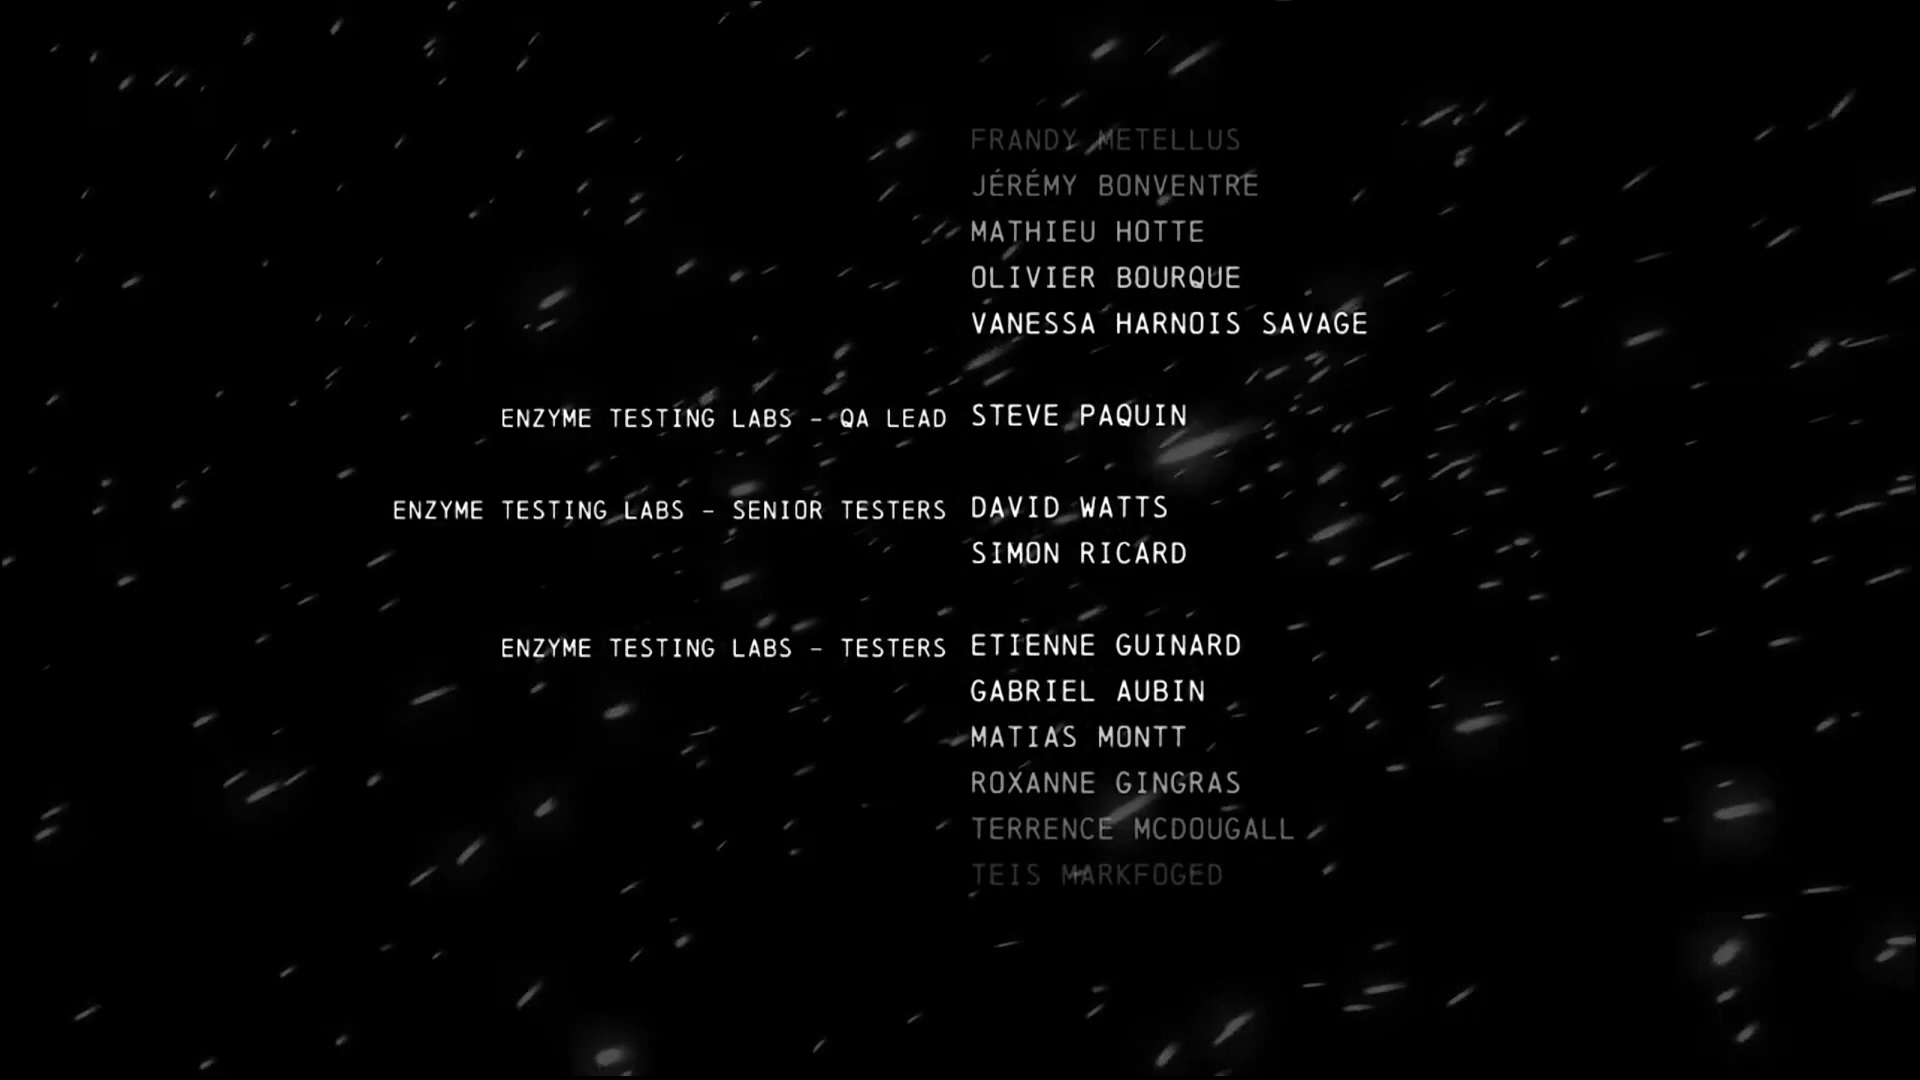 FRANDY METELLUS
JÉRÉMY BONVENTRE
MATHIEU HOTTE
OLIVIER BOURQUE
VANESSA HARNOIS SAVAGE
ENZYME TESTING LABS – QA LEAD STEVE PAQUIN
ENZYME TESTING LABS – SENIOR TESTERS DAVID WATTS
SIMON RICARD
ENZYME TESTING LABS – TESTERS ETIENNE GUINARD
GABRIEL AUBIN
MATIAS MONTT
ROXANNE GINGRAS
TERRENCE MCDOUGALL
TEIS MARKFOGED